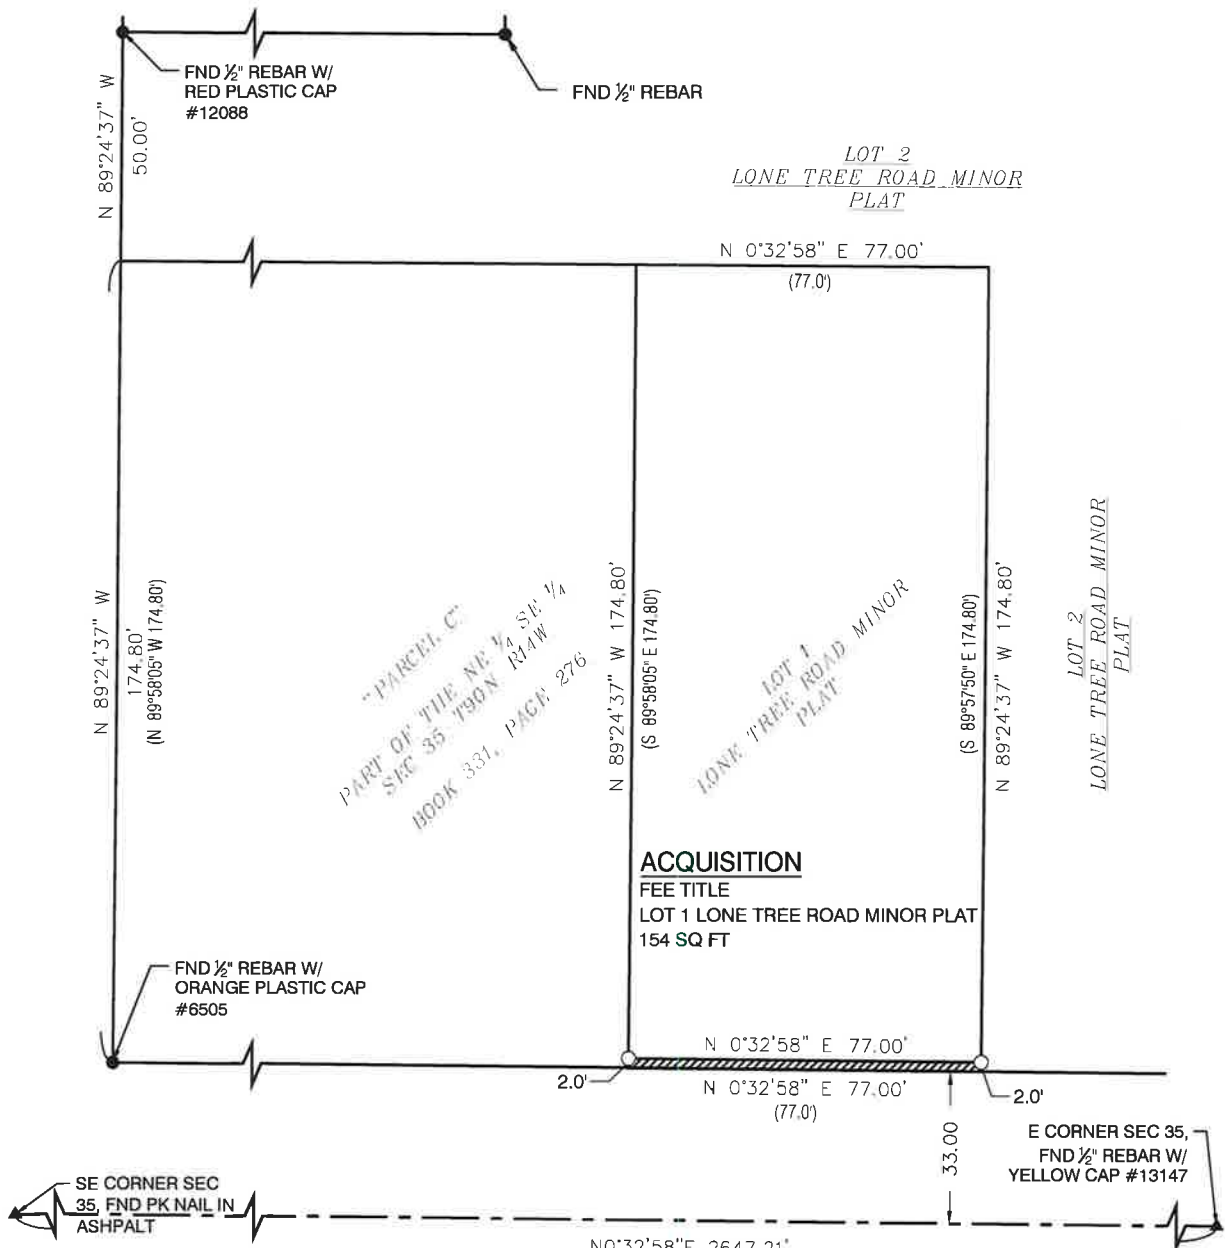 FND ½" REBAR W/
RED PLASTIC CAP
#12088
FND ½" REBAR
N 89°24'37" W
50.00'
LOT 2
LONE TREE ROAD MINOR
PLAT
N 0°32'58" E 77.00'
(77.0')
N 89°24'37" W
174.80'
(N 89°58'05" W 174.80')
"PARCEL C"
PART OF THE NE ¼ SE ¼
SEC 35 T90N R14W
BOOK 331, PAGE 276
N 89°24'37" W 174.80'
(S 89°58'05" E 174.80')
LOT 1
LONE TREE ROAD MINOR
PLAT
(S 89°57'50" E 174.80')
N 89°24'37" W 174.80'
LOT 2
LONE TREE ROAD MINOR
PLAT
ACQUISITION
FEE TITLE
LOT 1 LONE TREE ROAD MINOR PLAT
154 SQ FT
FND ½" REBAR W/
ORANGE PLASTIC CAP
#6505
N 0°32'58" E 77.00'
2.0'
N 0°32'58" E 77.00'
(77.0')
2.0'
33.00
E CORNER SEC 35,
FND ½" REBAR W/
YELLOW CAP #13147
SE CORNER SEC
35, FND PK NAIL IN
ASHPALT
N0°32'58"E 2647.21'